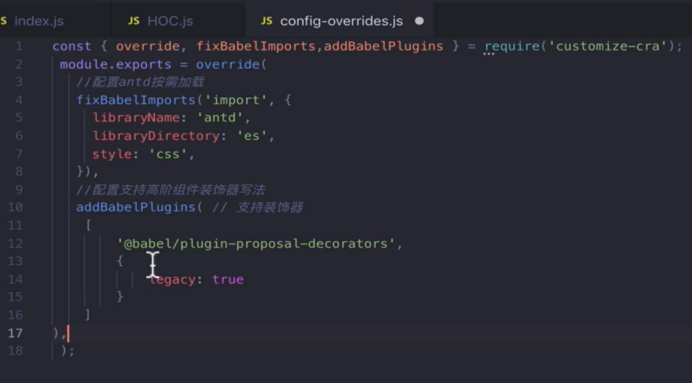 JS index.js JS HOC.js JS config-overrides.js
1 const { override, fixBabelImports,addBabelPlugins } = require('customize-cra');
2 module.exports = override(
3 //配置antd按需加载
4 fixBabelImports('import', {
5 libraryName: 'antd',
6 libraryDirectory: 'es',
7 style: 'css',
8 }),
9 //配置支持高阶组件装饰器写法
10 addBabelPlugins( // 支持装饰器
11 [
12 '@babel/plugin-proposal-decorators',
13 {
14 legacy: true
15 }
16 ]
17 ),
18 );